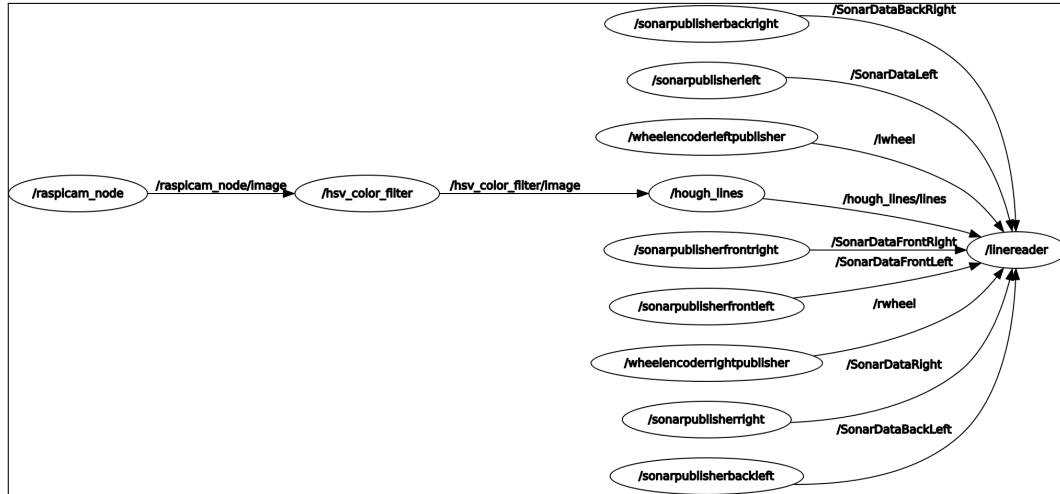 /sonarpublisherbackright
/SonarDataBackRight
/sonarpublisherleft
/SonarDataLeft
/wheelencoderleftpublisher
/lwheel
/raspicam_node
/raspicam_node/image
/hsv_color_filter
/hsv_color_filter/image
/hough_lines
/hough_lines/lines
/sonarpublisherfrontright
/SonarDataFrontRight
/linereader
/SonarDataFrontLeft
/sonarpublisherfrontleft
/rwheel
/wheelencoderrightpublisher
/SonarDataRight
/sonarpublisherright
/SonarDataBackLeft
/sonarpublisherbackleft